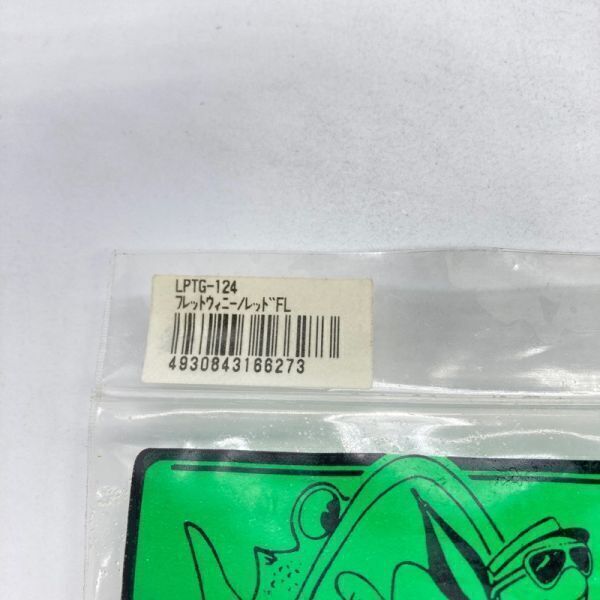 LPTG-124
ﾌﾚｯﾄｳｨﾆｰ/ﾚｯﾄﾞFL
4930843166273